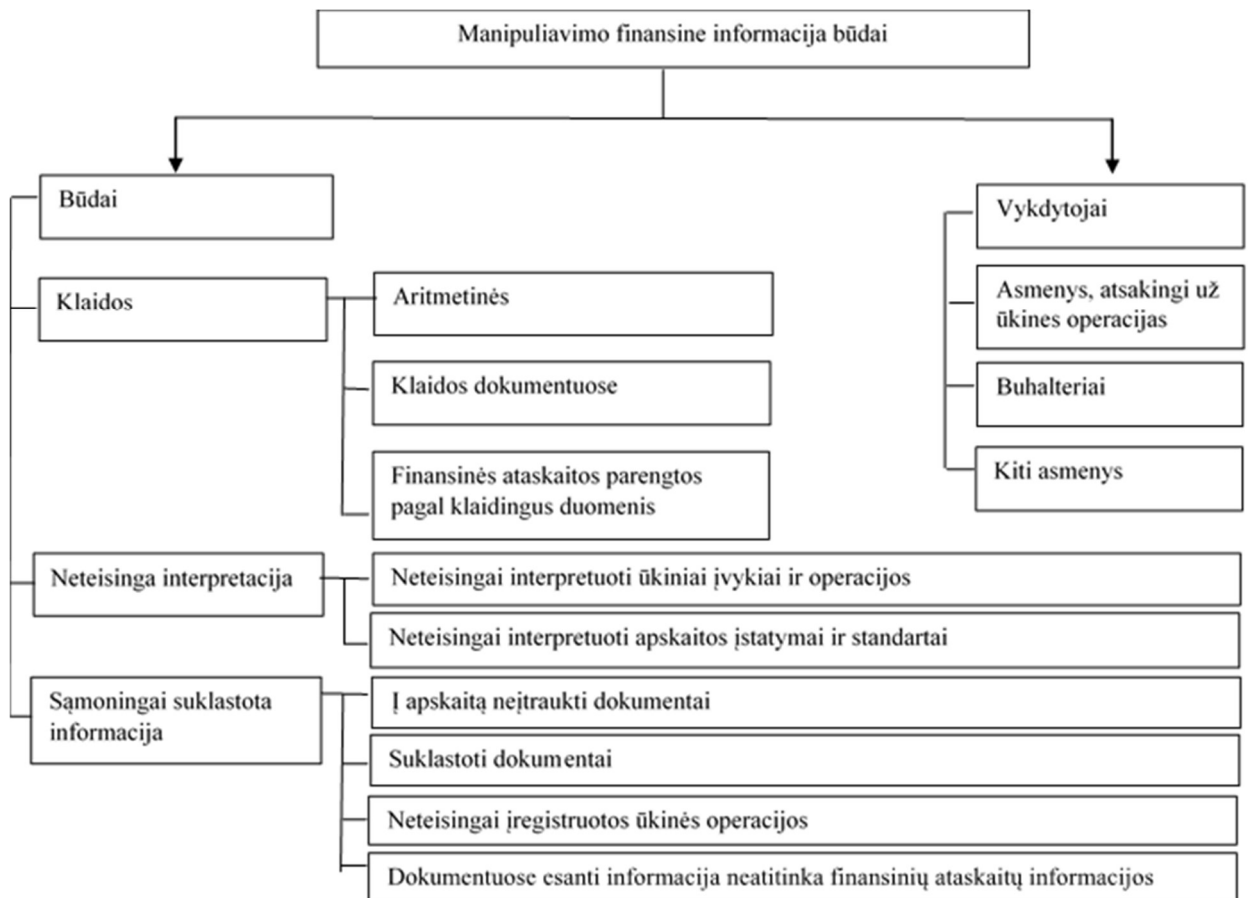 Manipuliavimo finansine informacija būdai
Būdai
Klaidos
Aritmetinės
Klaidos dokumentuose
Finansinės ataskaitos parengtos
pagal klaidingus duomenis
Neteisinga interpretacija
Neteisingai interpretuoti ūkiniai įvykiai ir operacijos
Neteisingai interpretuoti apskaitos įstatymai ir standartai
Sąmoningai suklastota
informacija
Į apskaitą neįtraukti dokumentai
Suklastoti dokumentai
Neteisingai įregistruotos ūkinės operacijos
Dokumentuose esanti informacija neatitinka finansinių ataskaitų informacijos
Vykdytojai
Asmenys, atsakingi už
ūkines operacijas
Buhalteriai
Kiti asmenys